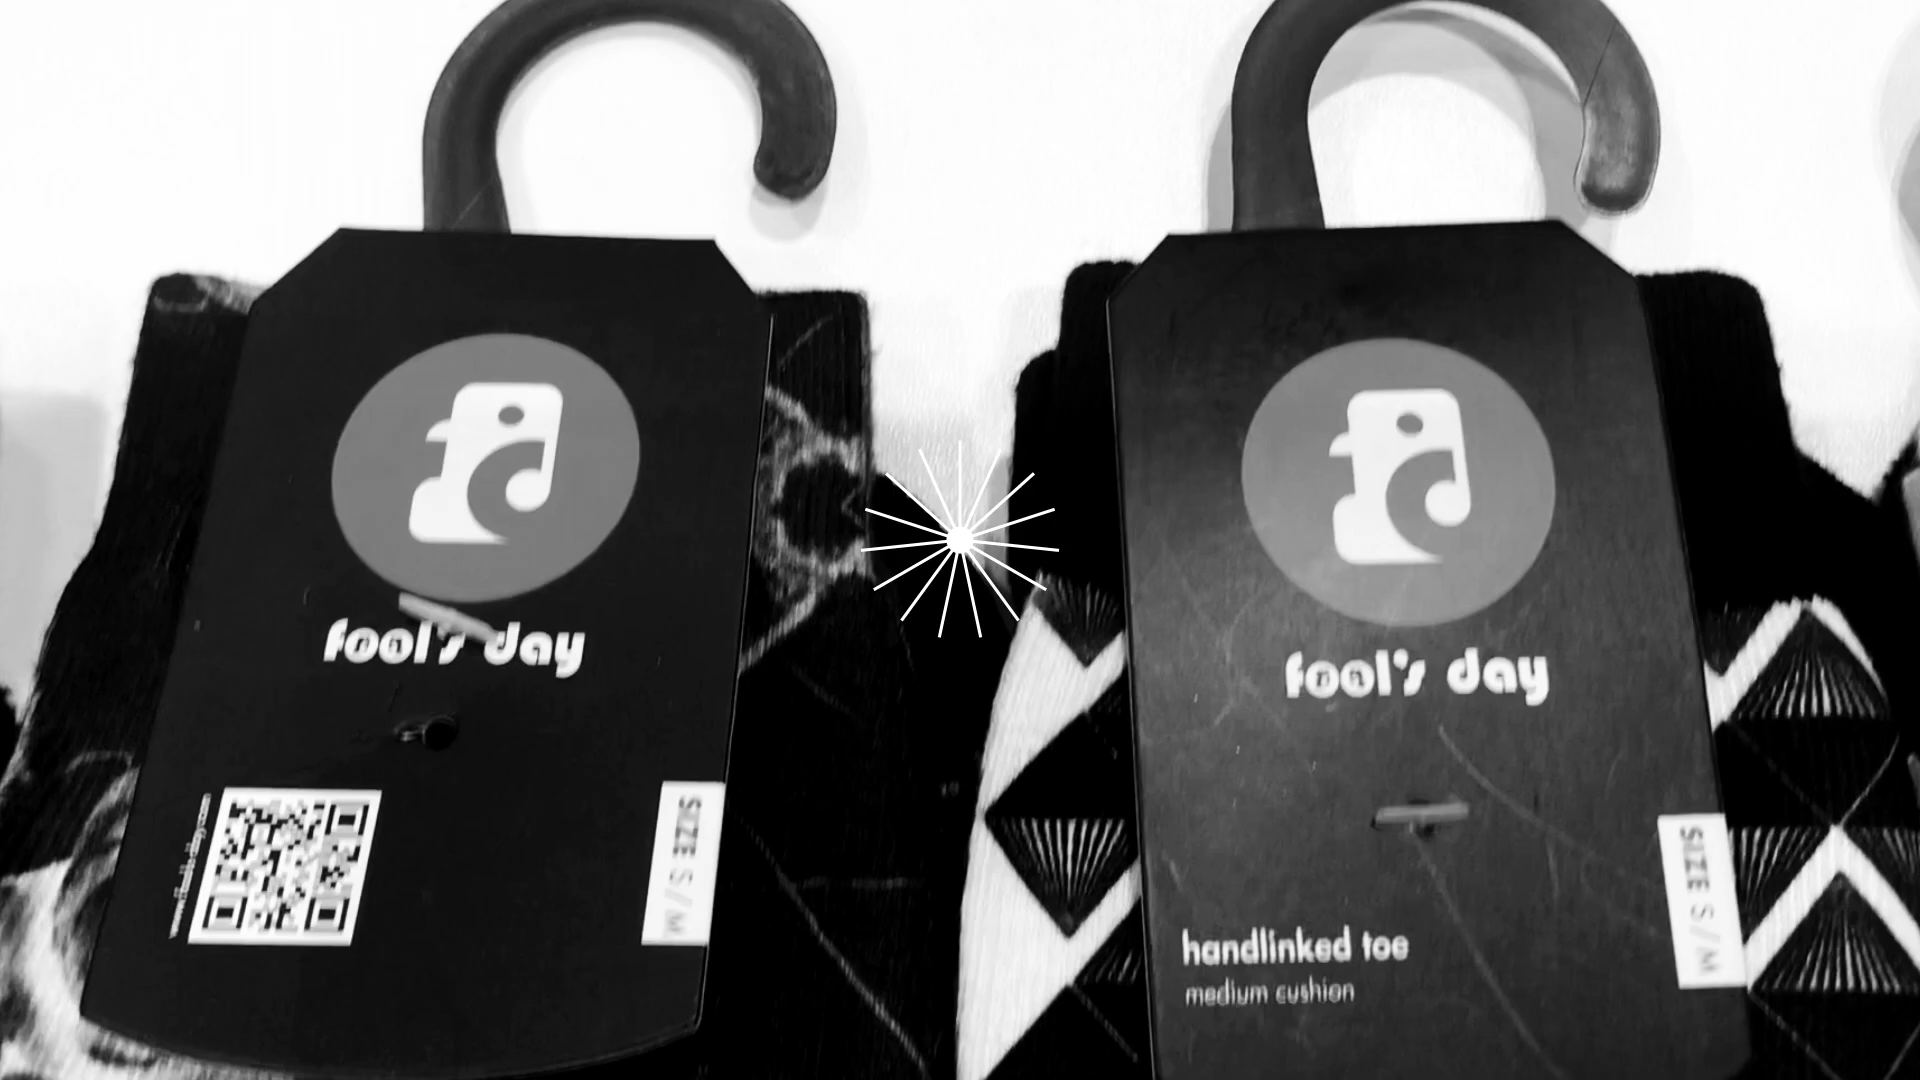 fool's day
SIZE S/M
fool's day
handlinked toe
medium cushion
SIZE S/M